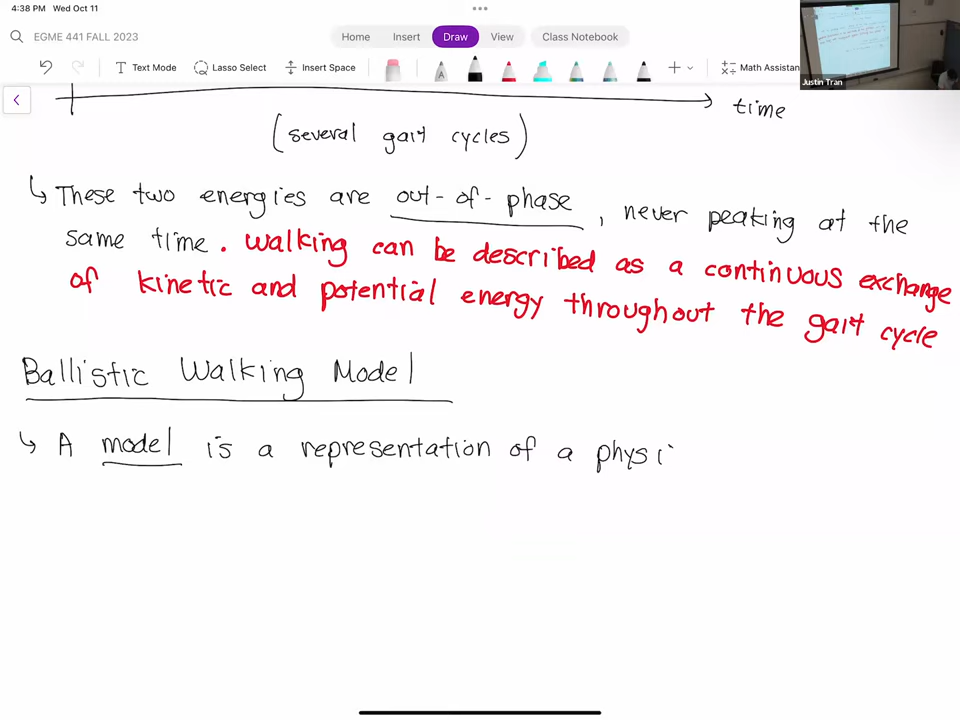 4:38 PM Wed Oct 11
EGME 441 FALL 2023
Home Insert Draw View Class Notebook
Text Mode Lasso Select Insert Space A Math Assistan
Justin Tran
time
(several gait cycles)
↳ These two energies are out-of-phase, never peaking at the
same time. Walking can be described as a continuous exchange
of kinetic and potential energy throughout the gait cycle
Ballistic Walking Model
↳ A model is a representation of a physi